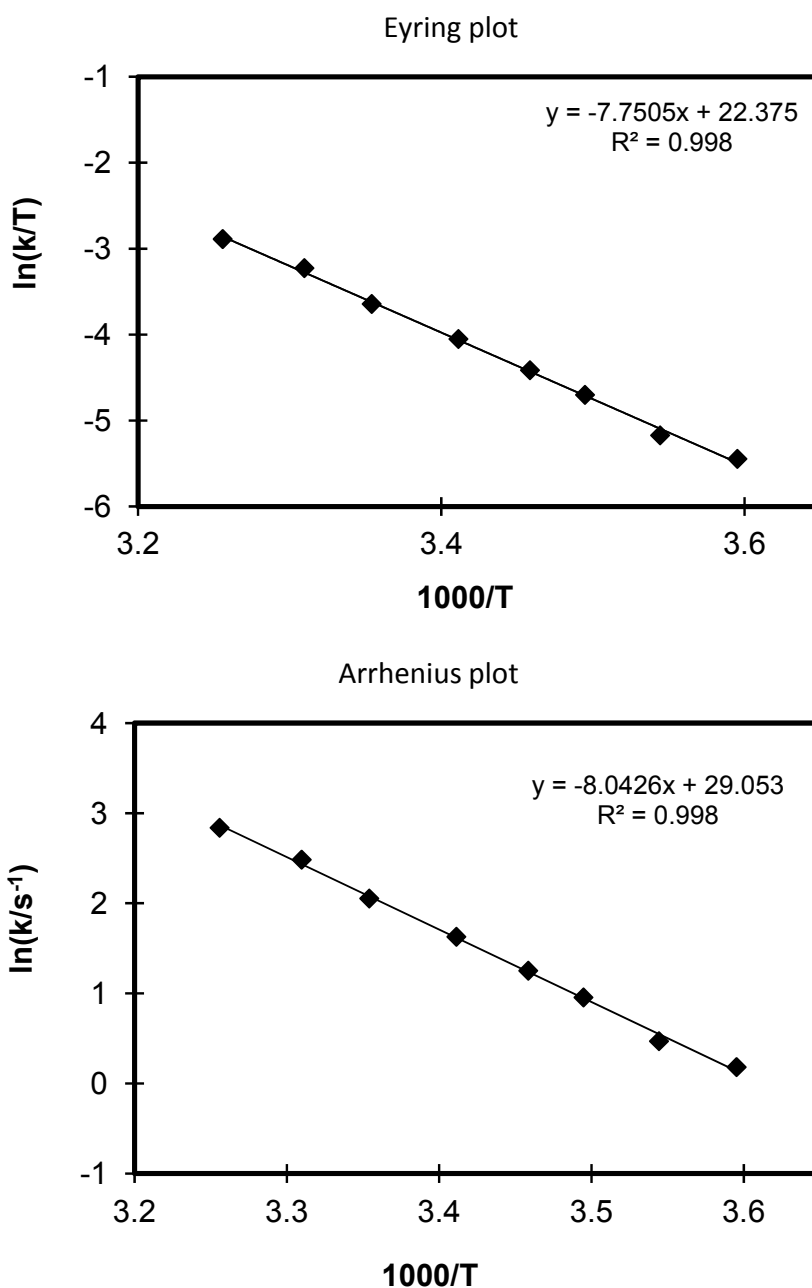 Eyring plot
-1
y = -7.7505x + 22.375
R² = 0.998
-2
-3
ln(k/T)
-4
-5
-6
3.2
3.4
3.6
1000/T
Arrhenius plot
4
y = -8.0426x + 29.053
R² = 0.998
3
2
ln(k/s⁻¹)
1
0
-1
3.2
3.3
3.4
3.5
3.6
1000/T